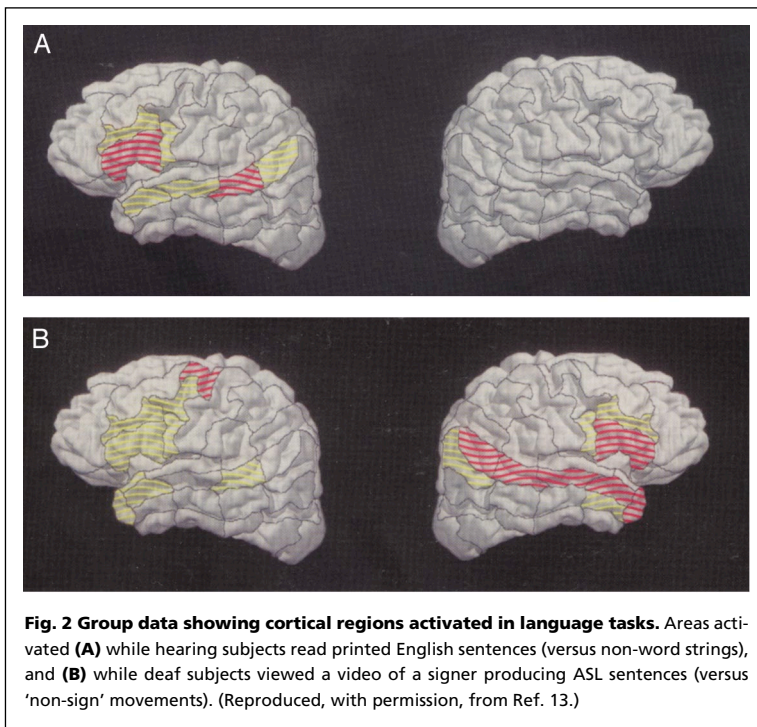 A
B
Fig. 2 Group data showing cortical regions activated in language tasks. Areas acti-
vated (A) while hearing subjects read printed English sentences (versus non-word strings),
and (B) while deaf subjects viewed a video of a signer producing ASL sentences (versus
‘non-sign’ movements). (Reproduced, with permission, from Ref. 13.)